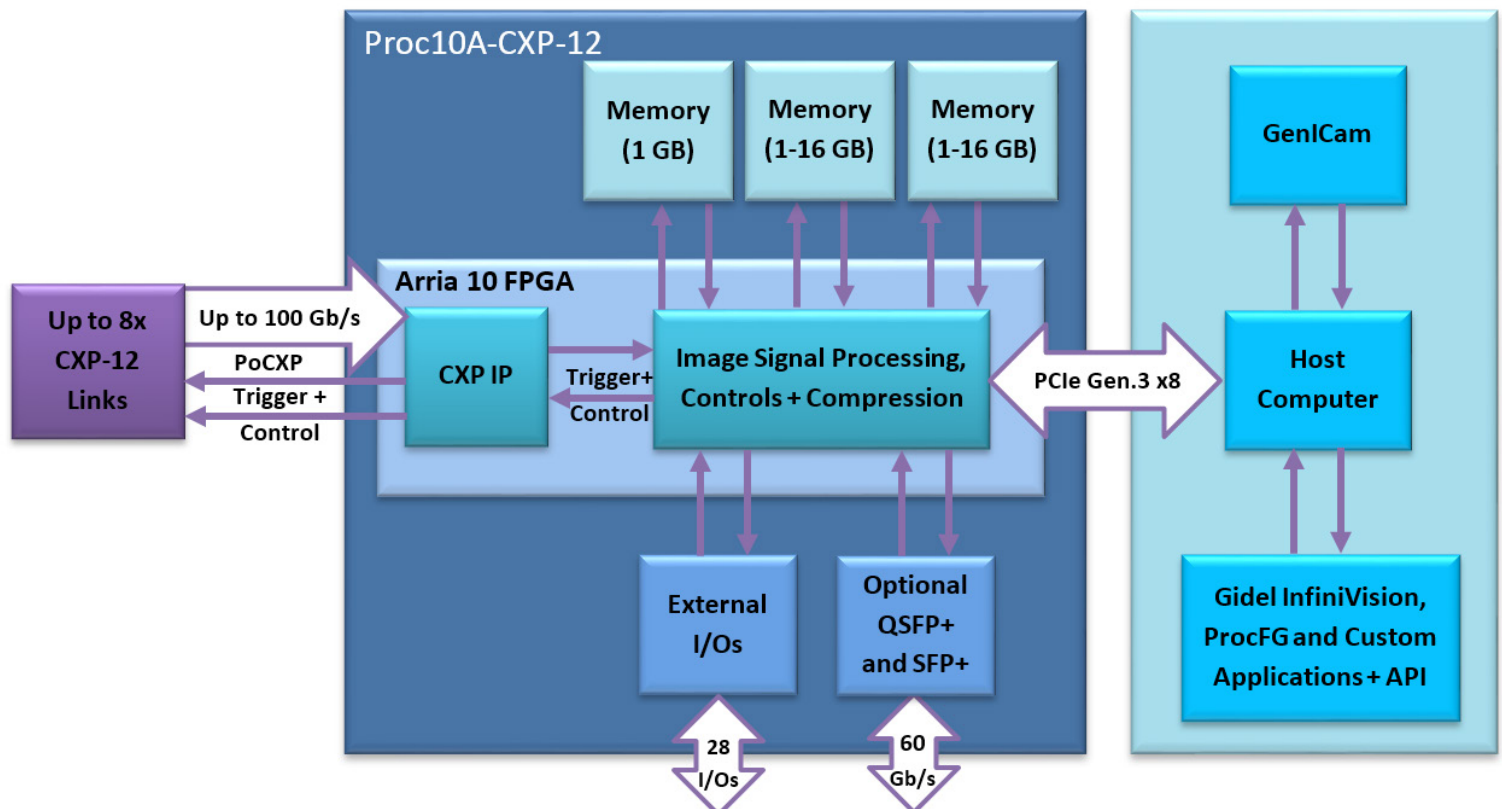 Proc10A-CXP-12
Memory
(1 GB)
Memory
(1-16 GB)
Memory
(1-16 GB)
GenICam
Arria 10 FPGA
Up to 8x
CXP-12
Links
Up to 100 Gb/s
PoCXP
Trigger +
Control
CXP IP
Trigger+
Control
Image Signal Processing,
Controls + Compression
PCIe Gen.3 x8
Host
Computer
External
I/Os
Optional
QSFP+
and SFP+
Gidel InfiniVision,
ProcFG and Custom
Applications + API
28
I/Os
60
Gb/s